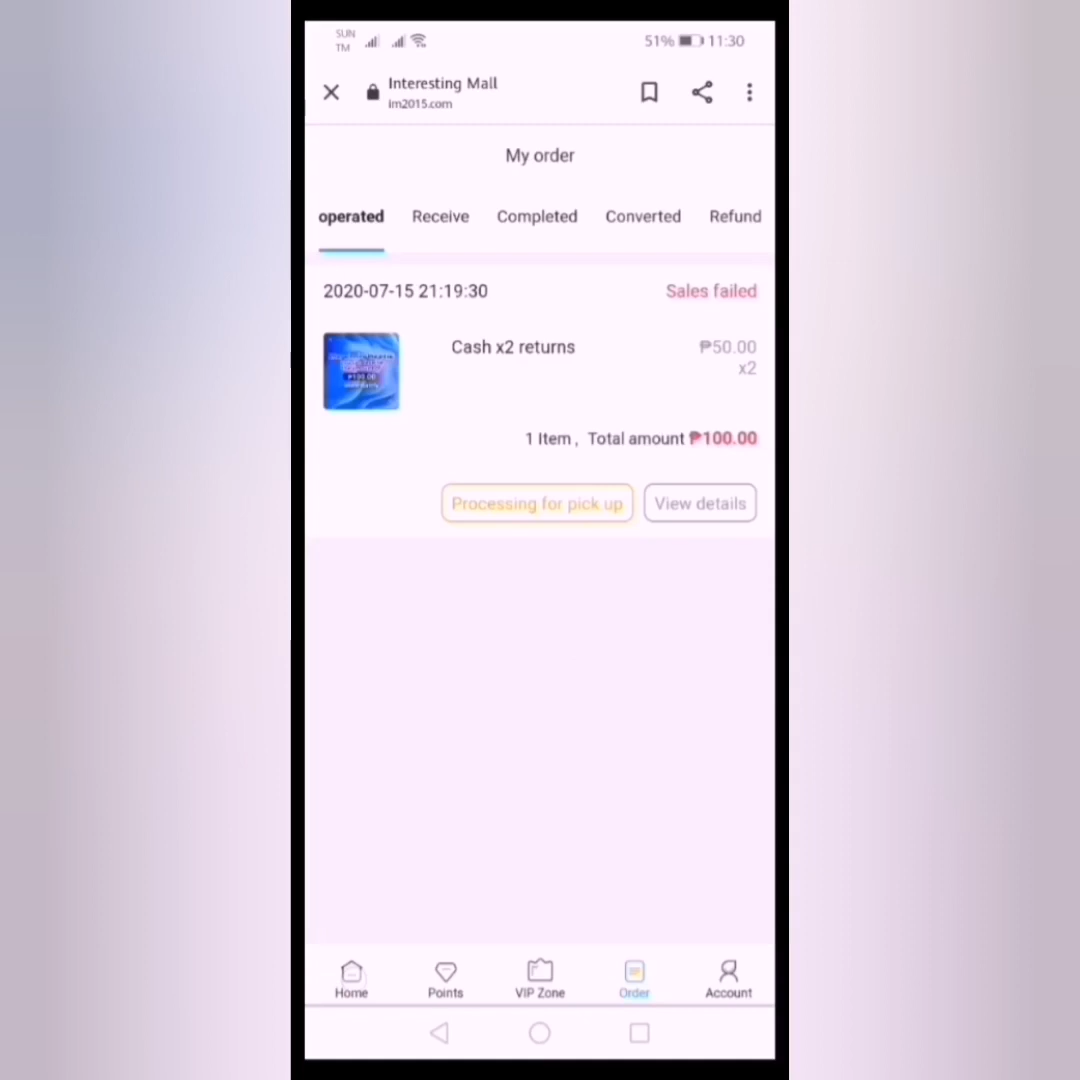 SUN
TM
51% 11:30
Interesting Mall
im2015.com
My order
operated Receive Completed Converted Refund
2020-07-15 21:19:30 Sales failed
Cash x2 returns ₱50.00
x2
₱100.00
1 Item , Total amount ₱100.00
Processing for pick up View details
Home Points VIP Zone Order Account